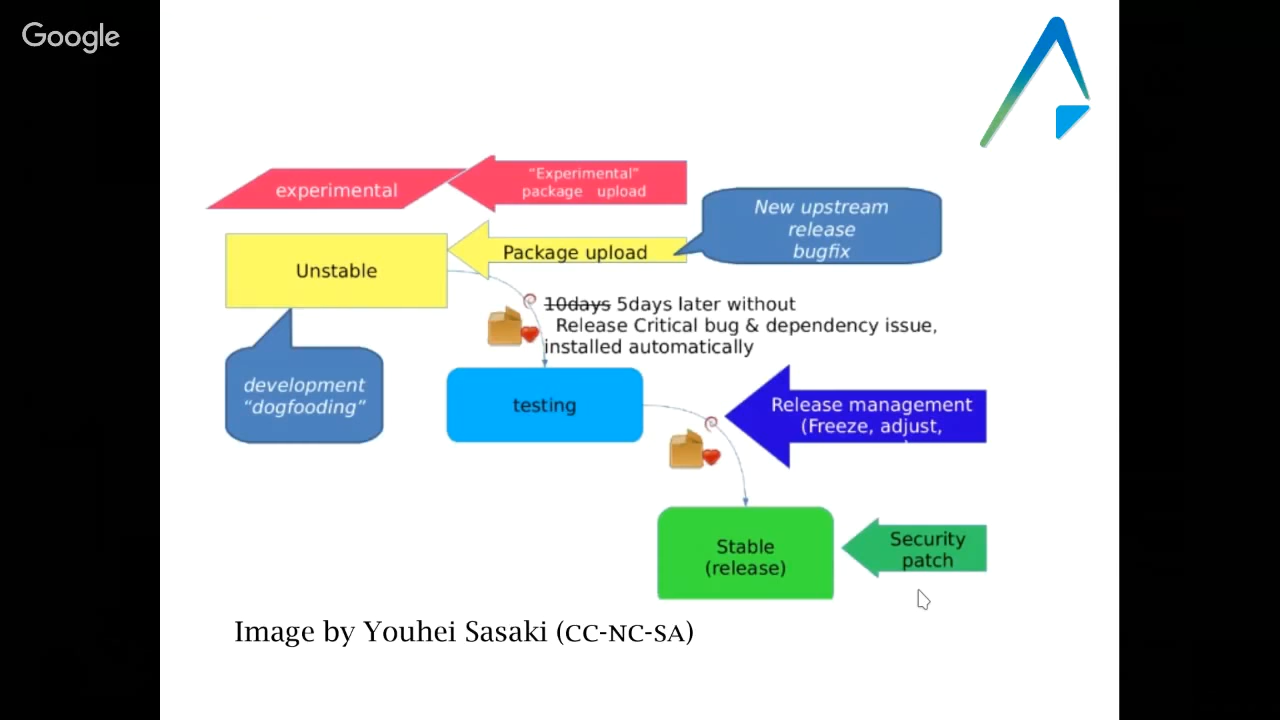 Google
experimental
“Experimental”
package upload
New upstream
release
bugfix
Package upload
Unstable
10days 5days later without
Release Critical bug & dependency issue,
installed automatically
development
“dogfooding”
testing
Release management
(Freeze, adjust,
Stable
(release)
Security
patch
Image by Youhei Sasaki (CC-NC-SA)